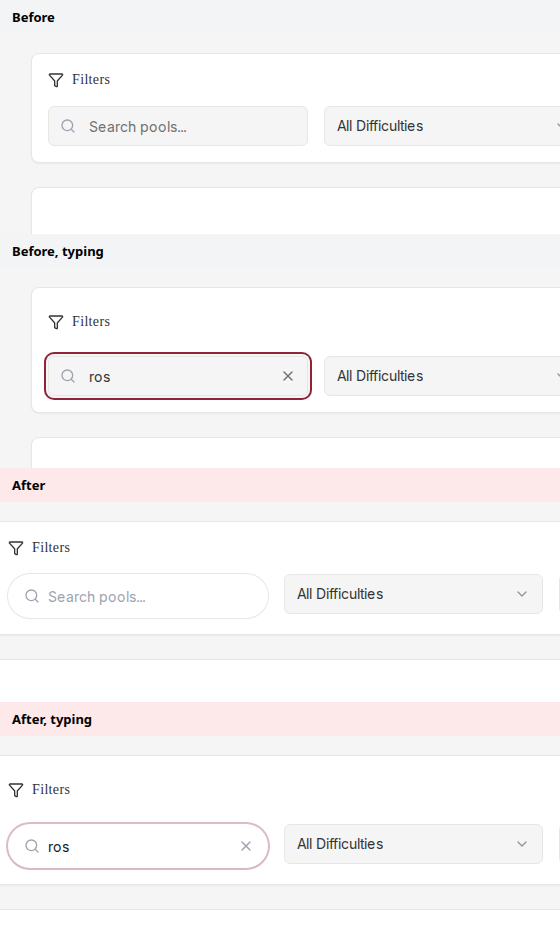 Before
Filters
Search pools...
All Difficulties
Before, typing
Filters
ros
All Difficulties
After
Filters
Search pools...
All Difficulties
After, typing
Filters
ros
All Difficulties